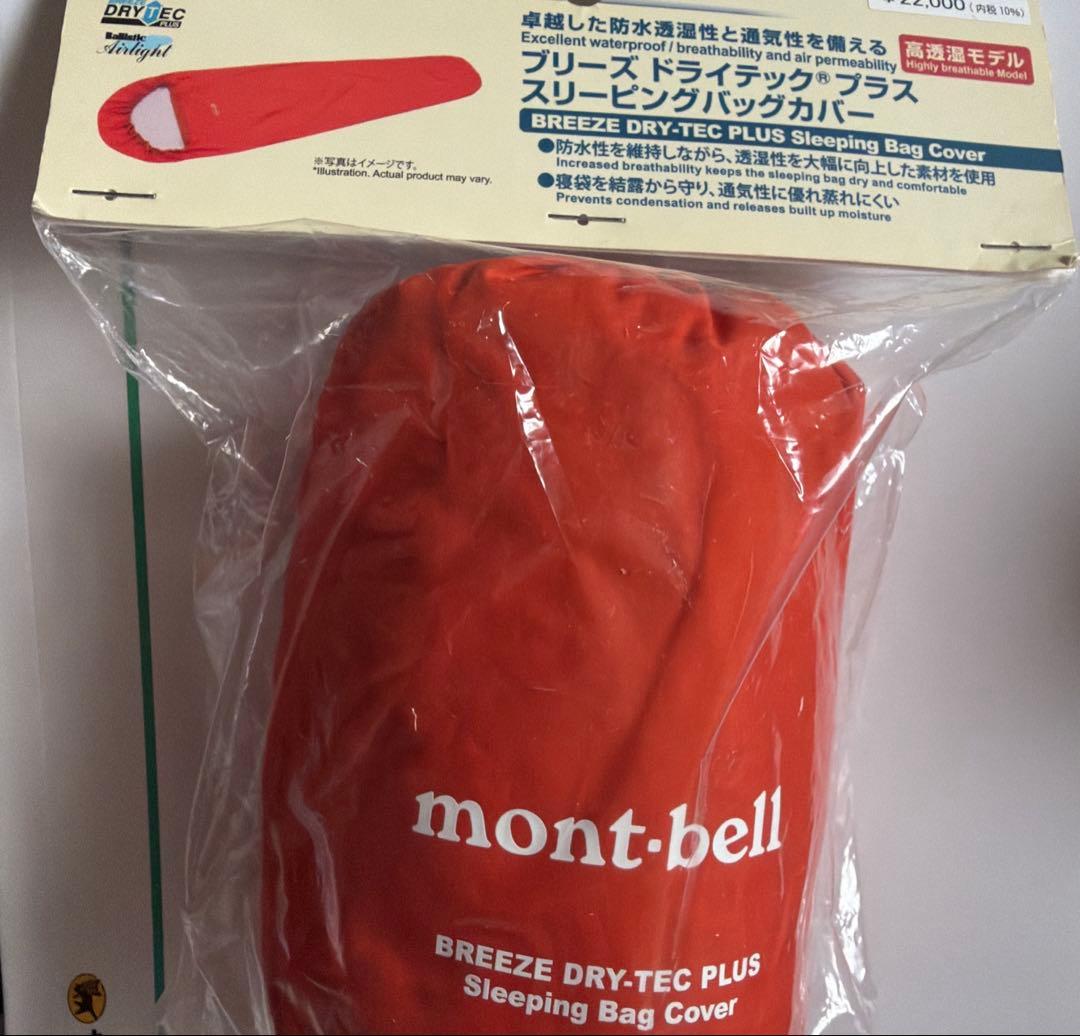 BREEZE
DRYTEC
PLUS
Ballistic
Airlight
22,000 (内税10%)
卓越した防水透湿性と通気性を備える
Excellent waterproof / breathability and air permeability
高透湿モデル
Highly breathable Model
ブリーズ ドライテック® プラス
スリーピングバッグカバー
BREEZE DRY-TEC PLUS Sleeping Bag Cover
●防水性を維持しながら、透湿性を大幅に向上した素材を使用
Increased breathability keeps the sleeping bag dry and comfortable
●寝袋を結露から守り、通気性に優れ蒸れにくい
Prevents condensation and releases built up moisture
※写真はイメージです。
*Illustration. Actual product may vary.
mont·bell
BREEZE DRY-TEC PLUS
Sleeping Bag Cover